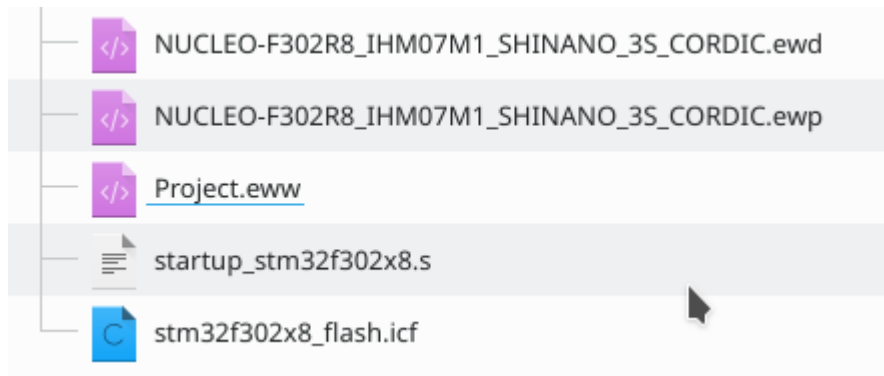 NUCLEO-F302R8_IHM07M1_SHINANO_3S_CORDIC.ewd
NUCLEO-F302R8_IHM07M1_SHINANO_3S_CORDIC.ewp
Project.eww
startup_stm32f302x8.s
stm32f302x8_flash.icf